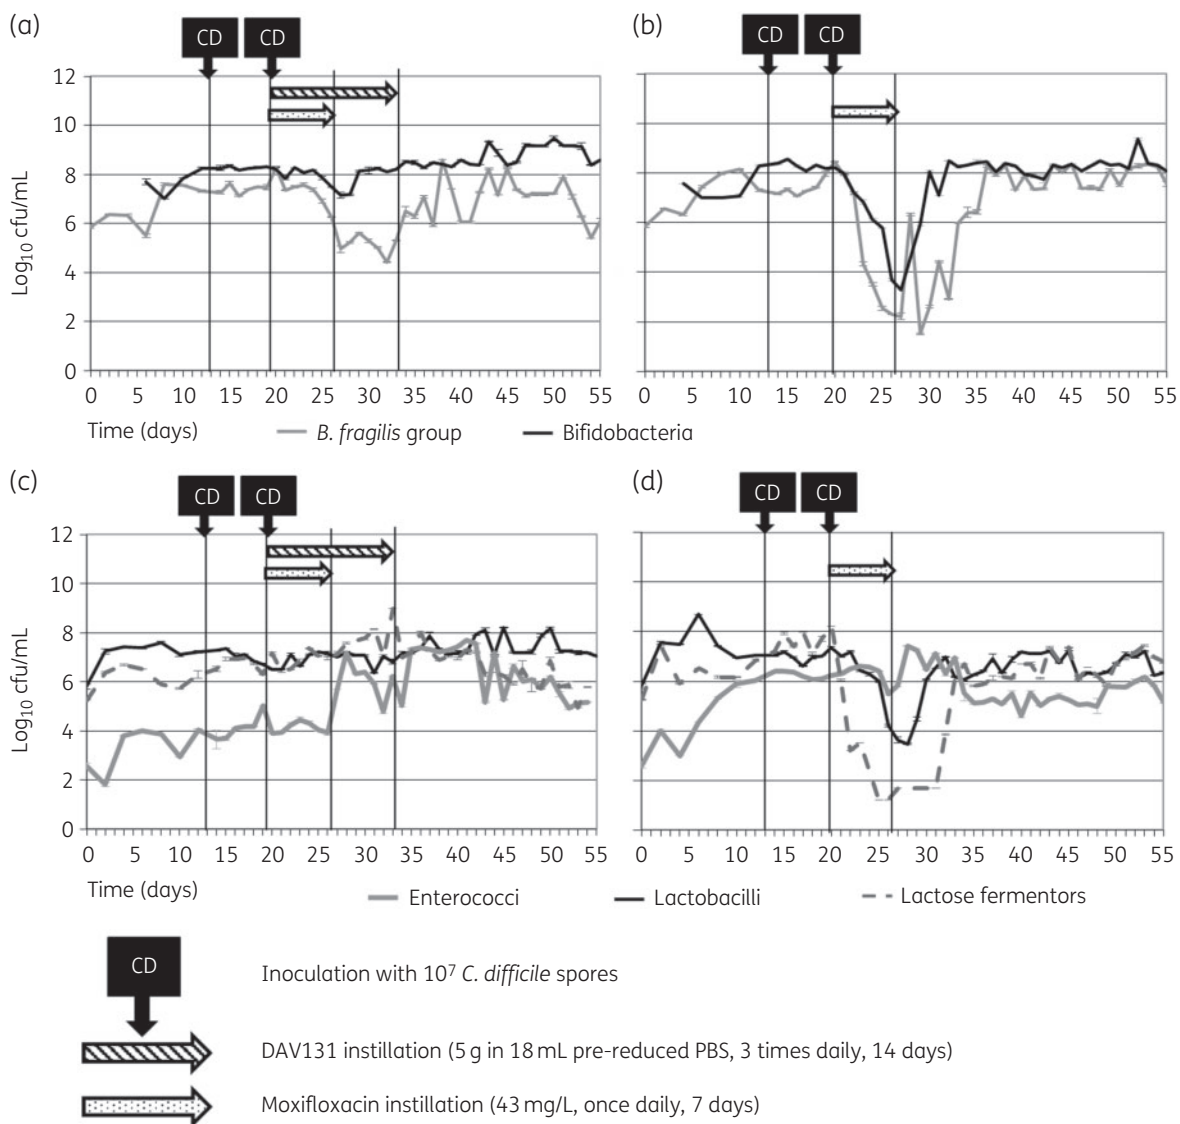 (a)
CD CD
12
10
8
6
4
2
0
Log10 cfu/mL
0 5 10 15 20 25 30 35 40 45 50 55
Time (days)
(b)
CD CD
0 5 10 15 20 25 30 35 40 45 50 55
B. fragilis group Bifidobacteria
(c)
CD CD
12
10
8
6
4
2
0
Log10 cfu/mL
0 5 10 15 20 25 30 35 40 45 50 55
Time (days)
(d)
CD CD
0 5 10 15 20 25 30 35 40 45 50 55
Enterococci Lactobacilli Lactose fermentors
CD Inoculation with 10⁷ C. difficile spores
DAV131 instillation (5 g in 18 mL pre-reduced PBS, 3 times daily, 14 days)
Moxifloxacin instillation (43 mg/L, once daily, 7 days)